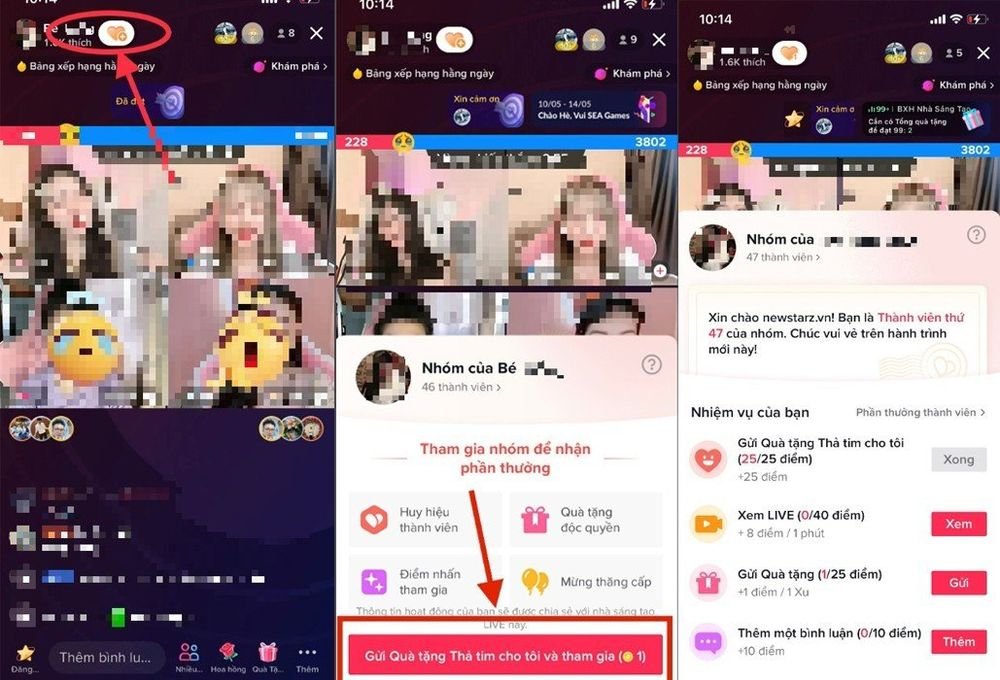 10:14
Bé
1.6K thích
8
Bảng xếp hạng hằng ngày
Khám phá >
Đã đạt
Đăng...
Thêm bình lu...
Nhiều...
Hoa hồng
Quà Tặ...
Thêm
10:14
9
Bảng xếp hạng hằng ngày
Khám phá >
Xin cảm ơn
10/05 - 14/05
Chào Hè, Vui SEA Games
228
3802
Nhóm của Bé
46 thành viên >
Tham gia nhóm để nhận
phần thưởng
Huy hiệu
thành viên
Quà tặng
độc quyền
Điểm nhấn
tham gia
Mừng thăng cấp
Thông tin hoạt động của bạn sẽ được chia sẻ với nhà sáng tạo
LIVE này.
Gửi Quà tặng Thả tim cho tôi và tham gia (1)
10:14
1.6K thích
5
Bảng xếp hạng hằng ngày
Khám phá >
Xin cảm ơ
99+ BXH Nhà Sáng Tạo
Cần có Tổng quà tặng
để đạt 99: 2
228
3802
Nhóm của
47 thành viên >
Xin chào newstarz.vn! Bạn là Thành viên thứ
47 của nhóm. Chúc vui vẻ trên hành trình
mới này!
Nhiệm vụ của bạn
Phần thưởng thành viên >
Gửi Quà tặng Thả tim cho tôi
(25/25 điểm)
+25 điểm
Xong
Xem LIVE (0/40 điểm)
+ 8 điểm / 1 phút
Xem
Gửi Quà tặng (1/25 điểm)
+1 điểm / 1 Xu
Gửi
Thêm một bình luận (0/10 điểm)
+10 điểm
Thêm